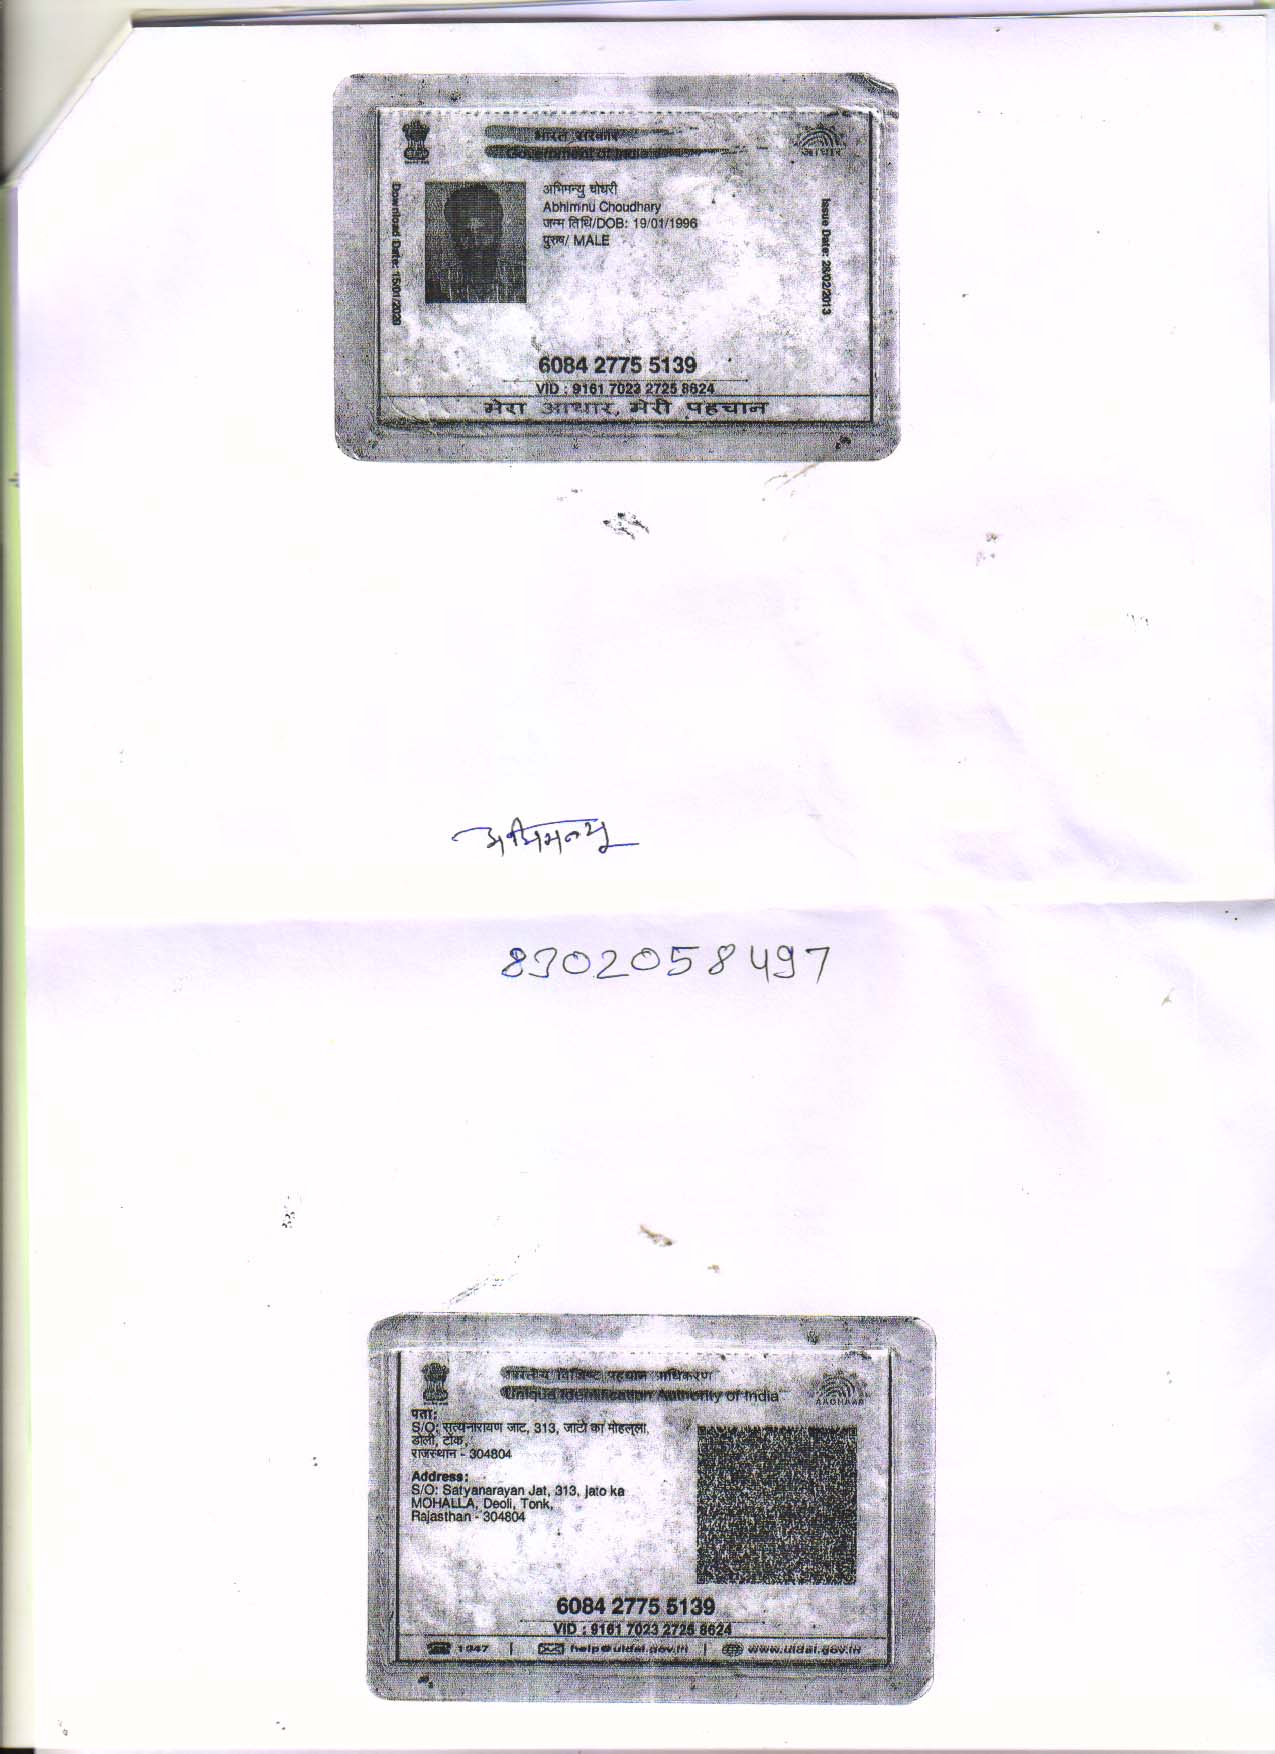 भारत सरकार
Government of India
अभिमन्यु चोधरी
Abhimnu Choudhary
जन्म तिथि/DOB: 19/01/1996
पुरुष/ MALE
Download Date: 15/01/2020
Issue Date: 28/02/2013
6084 2775 5139
VID : 9161 7023 2725 8624
मेरा आधार, मेरी पहचान
अभिमन्यु
8302058497
भारतीय विशिष्ट पहचान प्राधिकरण
Unique Identification Authority of India
AADHAAR
पता:
S/O: सत्यनारायण जाट, 313, जाटो का मोहल्ला,
टोंक,
राजस्थान - 304804
Address:
S/O: Satyanarayan Jat, 313, jato ka
MOHALLA, Deoli, Tonk,
Rajasthan - 304804
6084 2775 5139
VID : 9161 7023 2725 8624
1947 | help@uidai.gov.in | www.uidai.gov.in